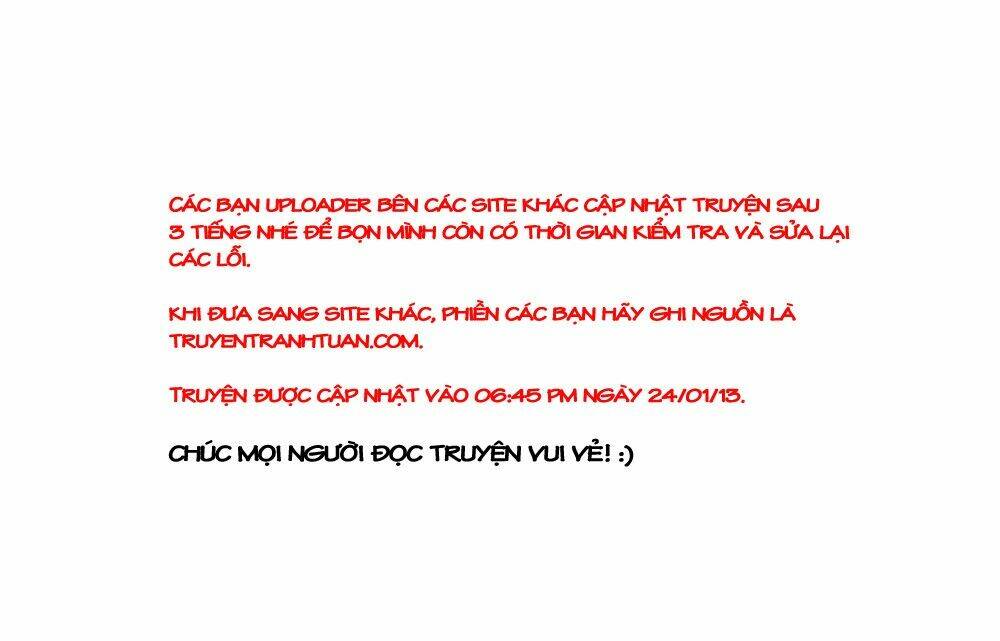 CÁC BẠN UPLOADER BÊN CÁC SITE KHÁC CẬP NHẬT TRUYỆN SAU
3 TIẾNG NHÉ ĐỂ BỌN MÌNH CÒN CÓ THỜI GIAN KIỂM TRA VÀ SỬA LẠI
CÁC LỖI.
KHI ĐƯA SANG SITE KHÁC, PHIỀN CÁC BẠN HÃY GHI NGUỒN LÀ
TRUYENTRANHTUAN.COM.
TRUYỆN ĐƯỢC CẬP NHẬT VÀO 06:45 PM NGÀY 24/01/13.
CHÚC MỌI NGƯỜI ĐỌC TRUYỆN VUI VẺ! :)